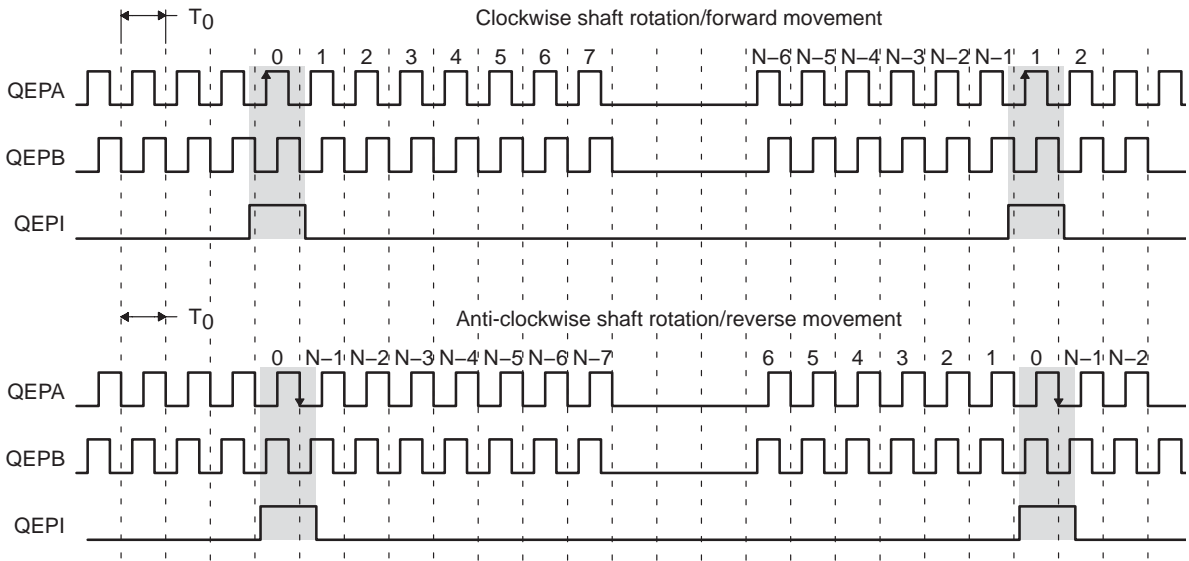 T0 Clockwise shaft rotation/forward movement
0 1 2 3 4 5 6 7 N–6 N–5 N–4 N–3 N–2 N–1 1 2
QEPA
QEPB
QEPI
T0 Anti-clockwise shaft rotation/reverse movement
0 N–1 N–2 N–3 N–4 N–5 N–6 N–7 6 5 4 3 2 1 0 N–1 N–2
QEPA
QEPB
QEPI